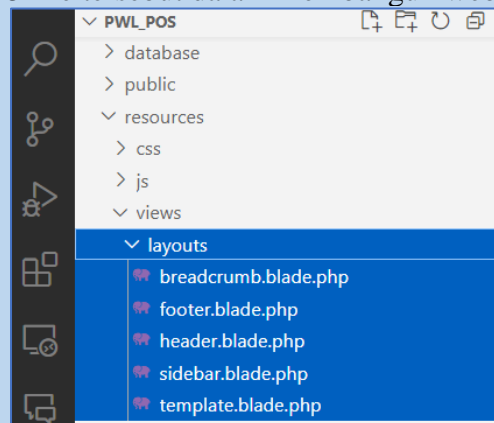 PWL_POS
database
public
resources
css
js
views
layouts
breadcrumb.blade.php
footer.blade.php
header.blade.php
sidebar.blade.php
template.blade.php